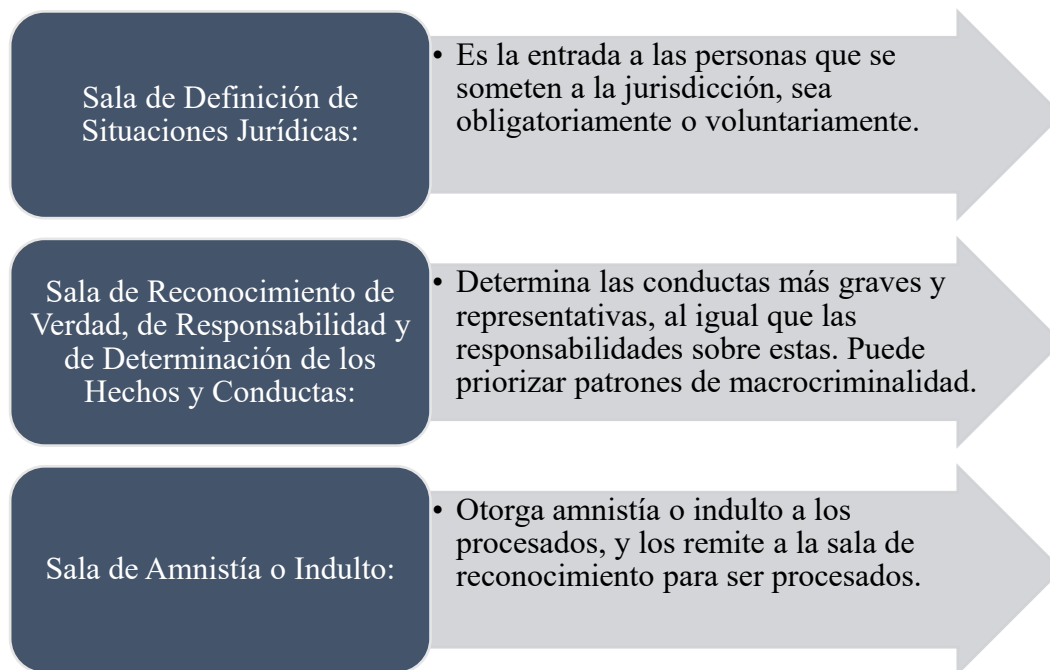 Sala de Definición de
Situaciones Jurídicas:
• Es la entrada a las personas que se
someten a la jurisdicción, sea
obligatoriamente o voluntariamente.
Sala de Reconocimiento de
Verdad, de Responsabilidad y
de Determinación de los
Hechos y Conductas:
• Determina las conductas más graves y
representativas, al igual que las
responsabilidades sobre estas. Puede
priorizar patrones de macrocriminalidad.
Sala de Amnistía o Indulto:
• Otorga amnistía o indulto a los
procesados, y los remite a la sala de
reconocimiento para ser procesados.